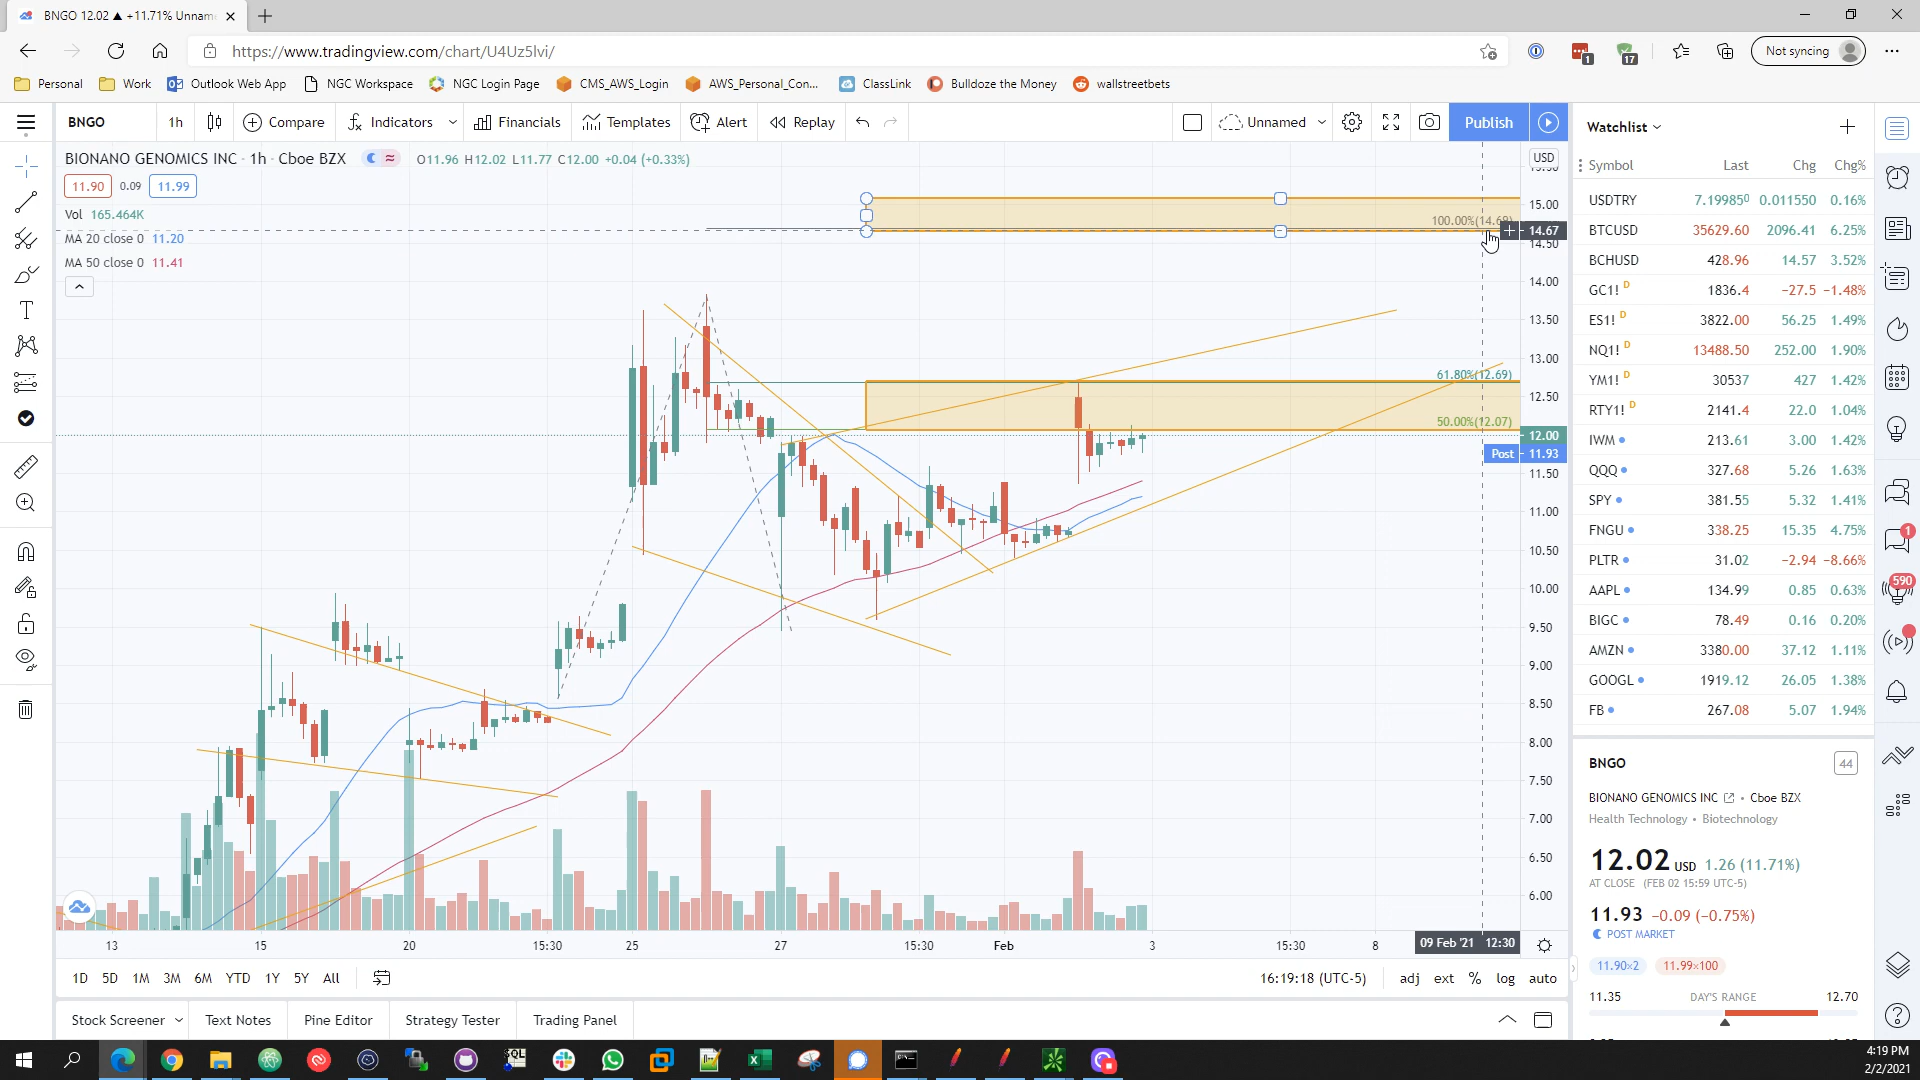 BNGO 12.02 ▲ +11.71% Unnam
https://www.tradingview.com/chart/U4Uz5lvi/
Not syncing
1
17
Personal
Work
Outlook Web App
NGC Workspace
NGC Login Page
CMS_AWS_Login
AWS_Personal_Con...
ClassLink
Bulldoze the Money
wallstreetbets
BNGO
1h
Compare
Indicators
Financials
Templates
Alert
Replay
Unnamed
Publish
BIONANO GENOMICS INC · 1h · Cboe BZX
O11.96 H12.02 L11.77 C12.00 +0.04 (+0.33%)
11.90 0.09 11.99
Vol 165.464K
MA 20 close 0 11.20
MA 50 close 0 11.41
100.00%(14.69)
61.80%(12.69)
50.00%(12.07)
USD
15.50
15.00
14.67
14.50
14.00
13.50
13.00
12.50
12.00
Post 11.93
11.50
11.00
10.50
10.00
9.50
9.00
8.50
8.00
7.50
7.00
6.50
6.00
13 15 20 15:30 25 27 15:30 Feb 3 15:30 8
09 Feb '21 12:30
1D 5D 1M 3M 6M YTD 1Y 5Y All
16:19:18 (UTC-5) adj ext % log auto
Stock Screener
Text Notes
Pine Editor
Strategy Tester
Trading Panel
Watchlist
Symbol Last Chg Chg%
USDTRY 7.199850 0.011550 0.16%
BTCUSD 35629.60 2096.41 6.25%
BCHUSD 428.96 14.57 3.52%
GC1! D 1836.4 −27.5 −1.48%
ES1! D 3822.00 56.25 1.49%
NQ1! D 13488.50 252.00 1.90%
YM1! D 30537 427 1.42%
RTY1! D 2141.4 22.0 1.04%
IWM 213.61 3.00 1.42%
QQQ 327.68 5.26 1.63%
SPY 381.55 5.32 1.41%
FNGU 338.25 15.35 4.75%
PLTR 31.02 −2.94 −8.66%
AAPL 134.99 0.85 0.63%
BIGC 78.49 0.16 0.20%
AMZN 3380.00 37.12 1.11%
GOOGL 1919.12 26.05 1.38%
FB 267.08 5.07 1.94%
BNGO
44
BIONANO GENOMICS INC • Cboe BZX
Health Technology • Biotechnology
12.02 USD 1.26 (11.71%)
AT CLOSE (FEB 02 15:59 UTC-5)
11.93 −0.09 (−0.75%)
POST MARKET
11.90×2 11.99×100
11.35 DAY'S RANGE 12.70
1
590
SQL
4:19 PM
2/2/2021